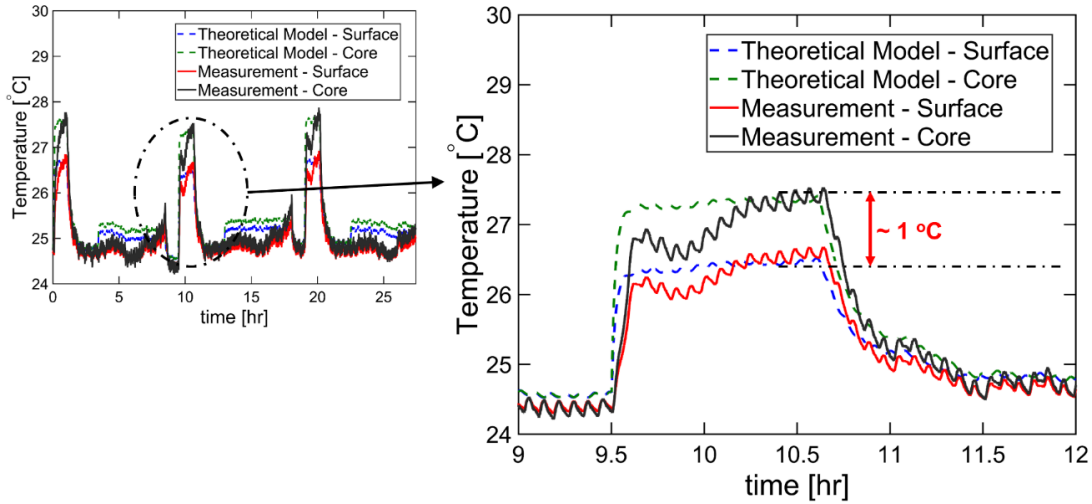 30
29
28
27
26
25
24
Temperature [°C]
Theoretical Model - Surface
Theoretical Model - Core
Measurement - Surface
Measurement - Core
0
5
10
15
20
25
time [hr]
30
29
28
27
26
25
24
Temperature [°C]
Theoretical Model - Surface
Theoretical Model - Core
Measurement - Surface
Measurement - Core
~ 1 °C
9
9.5
10
10.5
11
11.5
12
time [hr]